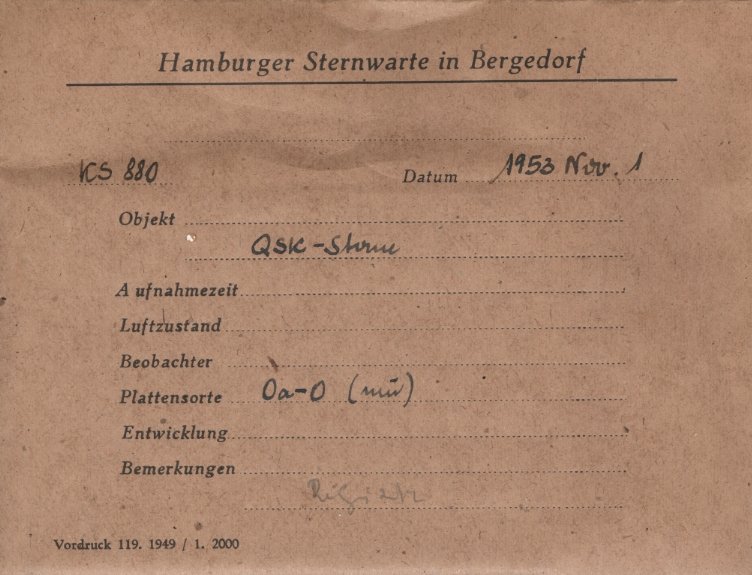 Hamburger Sternwarte in Bergedorf
KS 880 Datum 1953 Nov. 1
Objekt
QSK-Sterne
Aufnahmezeit
Luftzustand
Beobachter
Plattensorte Oa-O (mü)
Entwicklung
Bemerkungen
Vordruck 119. 1949 / 1. 2000